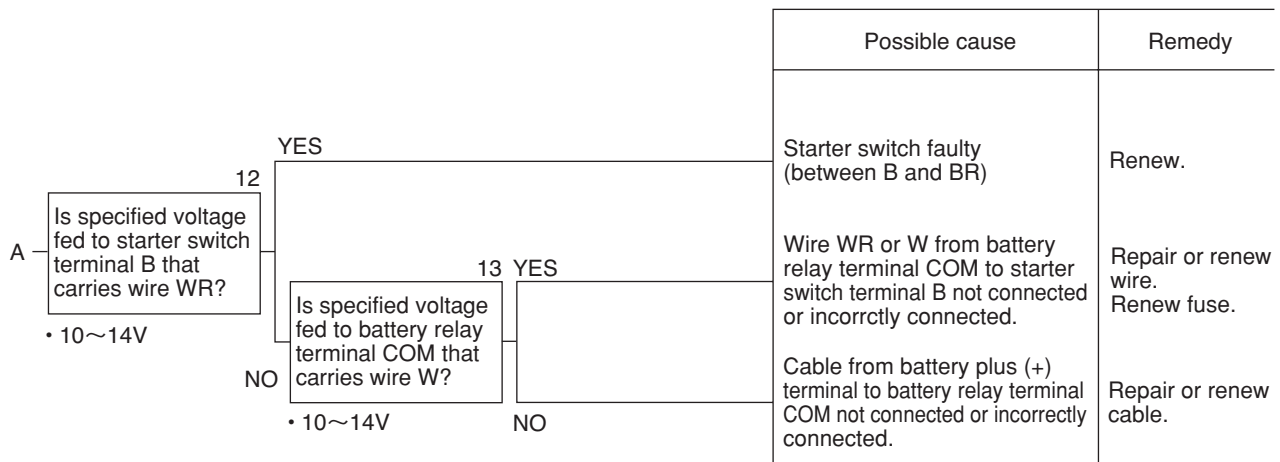 Possible cause
Remedy
YES
Starter switch faulty
(between B and BR)
Renew.
12
A
Is specified voltage
fed to starter switch
terminal B that
carries wire WR?
• 10～14V
NO
13
YES
Is specified voltage
fed to battery relay
terminal COM that
carries wire W?
• 10～14V
NO
Wire WR or W from battery
relay terminal COM to starter
switch terminal B not connected
or incorrctly connected.
Repair or renew
wire.
Renew fuse.
Cable from battery plus (+)
terminal to battery relay terminal
COM not connected or incorrectly
connected.
Repair or renew
cable.